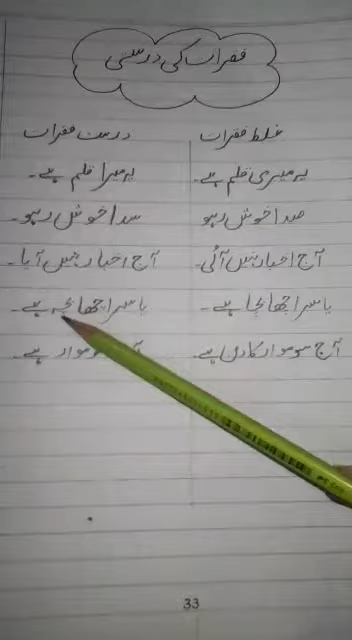 فقرات کی درستی
غلط فقرات	درست فقرات
یہ میری قلم ہے۔	یہ میرا قلم ہے۔
صدا خوش رہو	سدا خوش رہو۔
آج اخبار نہیں آئی۔	آج اخبار نہیں آیا۔
یاسر اچھا بچا ہے۔	یاسر اچھا بچہ ہے۔
آج سوموار کا دن ہے۔	سوموار ہے۔
33